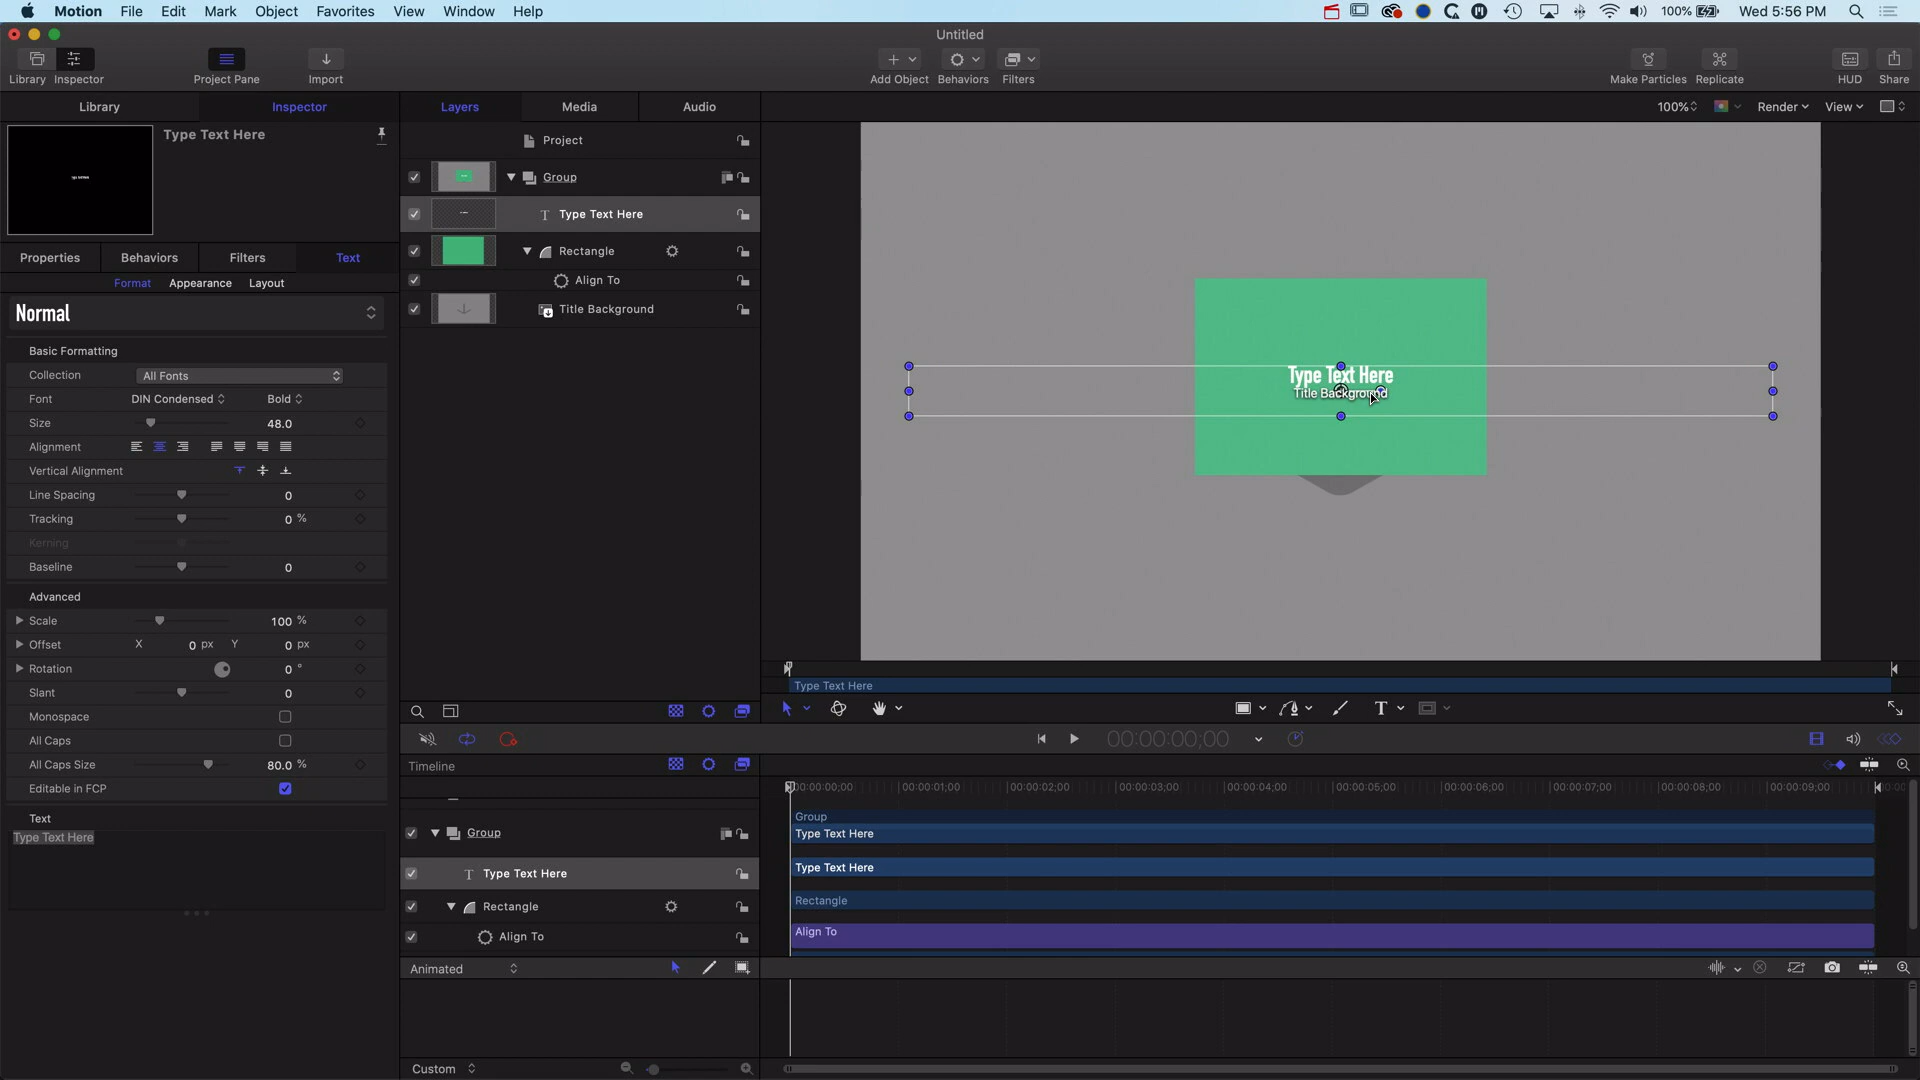 Motion File Edit Mark Object Favorites View Window Help 100% Wed 5:56 PM
Untitled
Library Inspector Project Pane Import Add Object Behaviors Filters Make Particles Replicate HUD Share
Library Inspector Layers Media Audio 100% Render View
Type Text Here
Project
Group
Type Text Here
Rectangle
Align To
Title Background
Properties Behaviors Filters Text
Format Appearance Layout
Normal
Basic Formatting
Collection All Fonts
Font DIN Condensed Bold
Size 48.0
Alignment
Vertical Alignment
Line Spacing 0
Tracking 0 %
Kerning
Baseline 0
Advanced
Scale 100 %
Offset X 0 px Y 0 px
Rotation 0 °
Slant 0
Monospace
All Caps
All Caps Size 80.0 %
Editable in FCP
Text
Type Text Here
Type Text Here
Title Background
Type Text Here
T
00:00:00;00
Timeline
00:00:00;00 00:00:01;00 00:00:02;00 00:00:03;00 00:00:04;00 00:00:05;00 00:00:06;00 00:00:07;00 00:00:08;00 00:00:09;00
Group
Type Text Here
Rectangle
Align To
Group
Type Text Here
Type Text Here
Rectangle
Align To
Animated
Custom